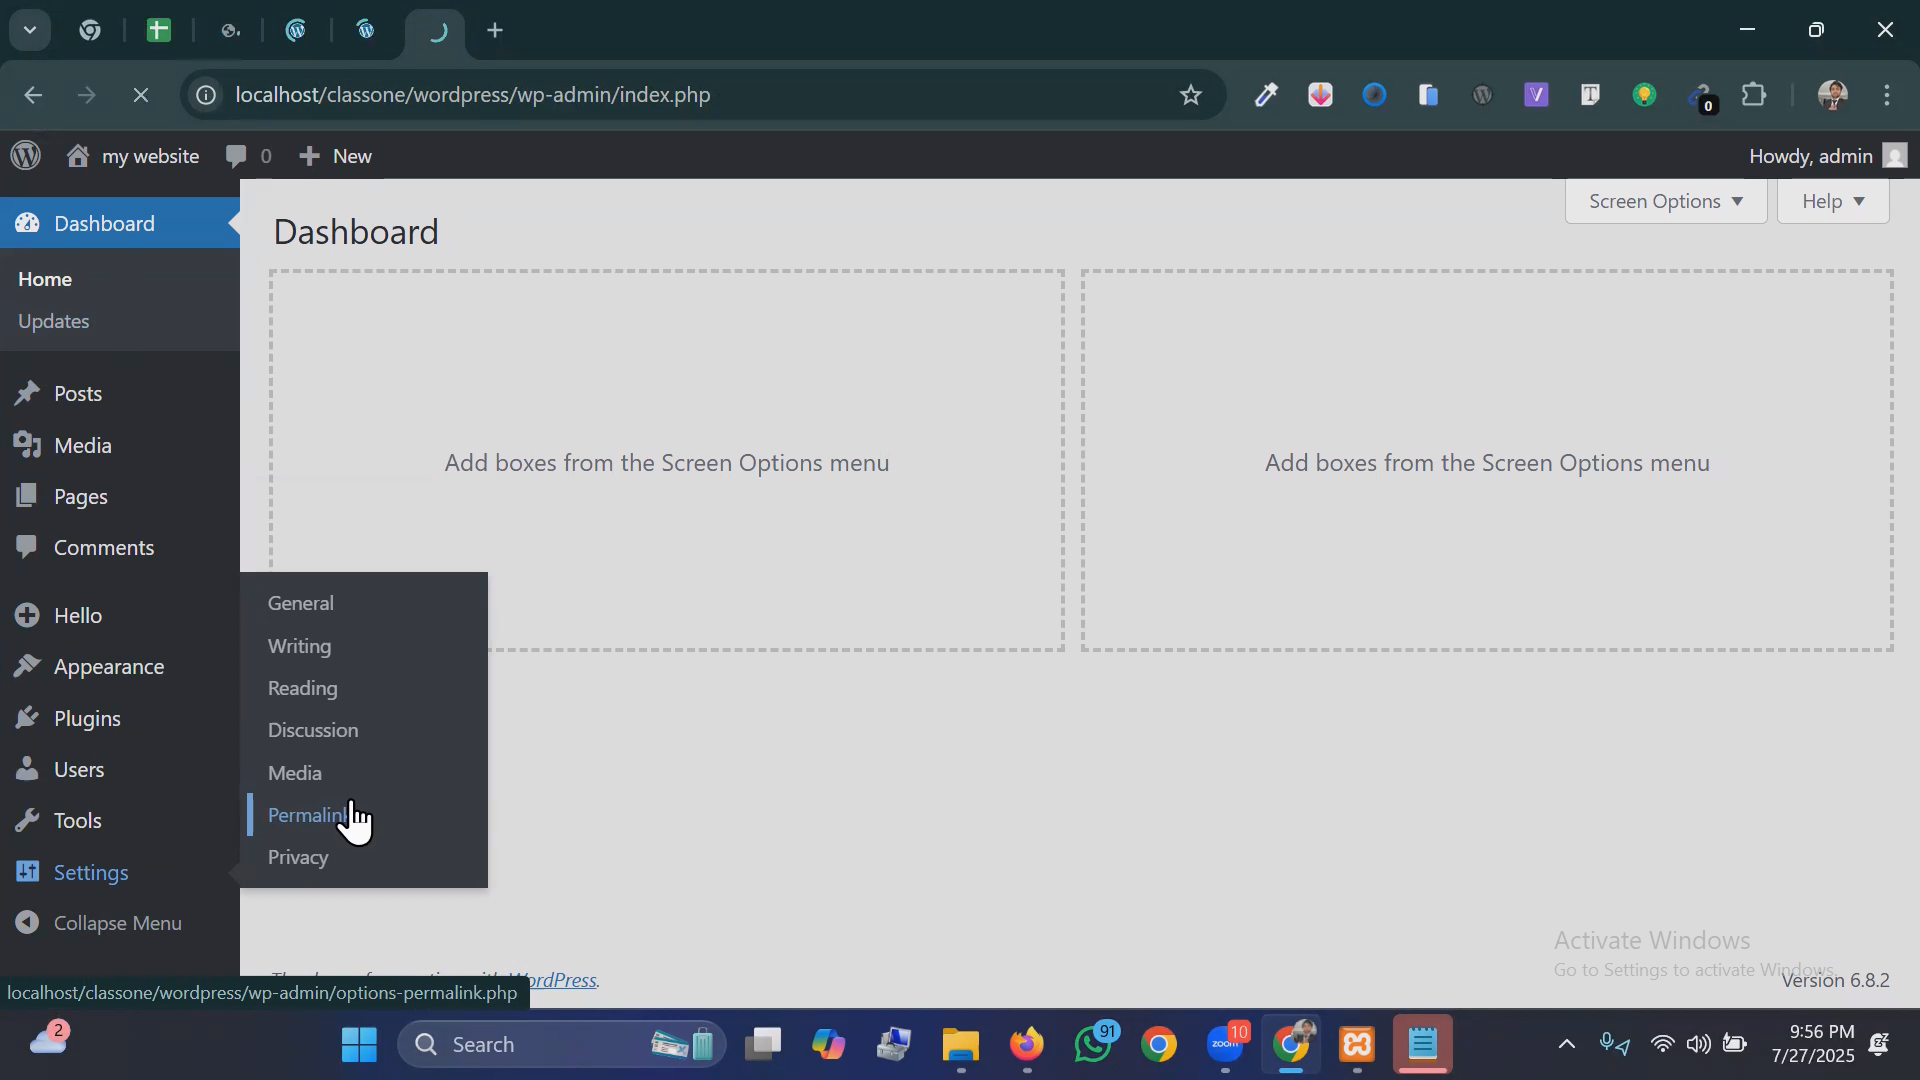 localhost/classone/wordpress/wp-admin/index.php
0
my website
0
New
Howdy, admin
Screen Options
Help
Dashboard
Dashboard
Home
Updates
Posts
Media
Pages
Comments
Hello
Appearance
Plugins
Users
Tools
Settings
Collapse Menu
Add boxes from the Screen Options menu
Add boxes from the Screen Options menu
General
Writing
Reading
Discussion
Media
Permalink
Privacy
WordPress.
Activate Windows
Go to Settings to activate Windows.
Version 6.8.2
localhost/classone/wordpress/wp-admin/options-permalink.php
2
Search
91
zoom
10
9:56 PM
7/27/2025